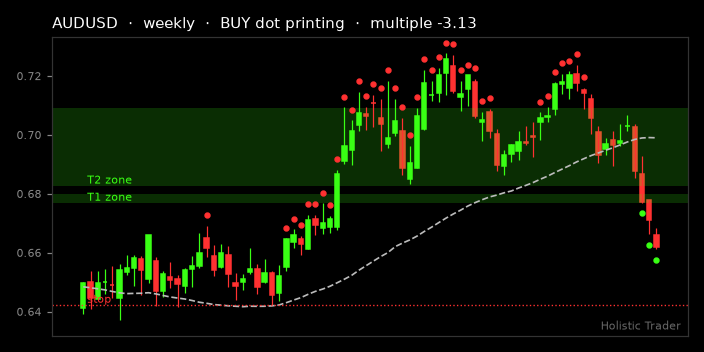 AUDUSD · weekly · BUY dot printing · multiple -3.13
0.72
0.70
T2 zone
0.68
T1 zone
0.66
stop
0.64
Holistic Trader